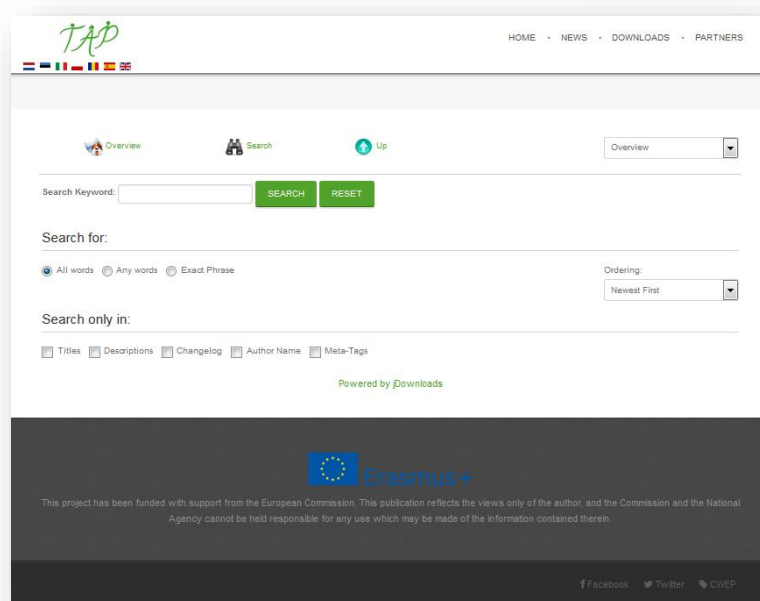 TAP
HOME • NEWS • DOWNLOADS • PARTNERS
Overview
Search
Up
Overview
Search Keyword:
SEARCH
RESET
Search for:
All words Any words Exact Phrase
Ordering:
Newest First
Search only in:
Titles Descriptions Changelog Author Name Meta-Tags
Powered by jDownloads
Erasmus+
This project has been funded with support from the European Commission. This publication reflects the views only of the author, and the Commission and the National
Agency cannot be held responsible for any use which may be made of the information contained therein.
Facebook Twitter CWEP